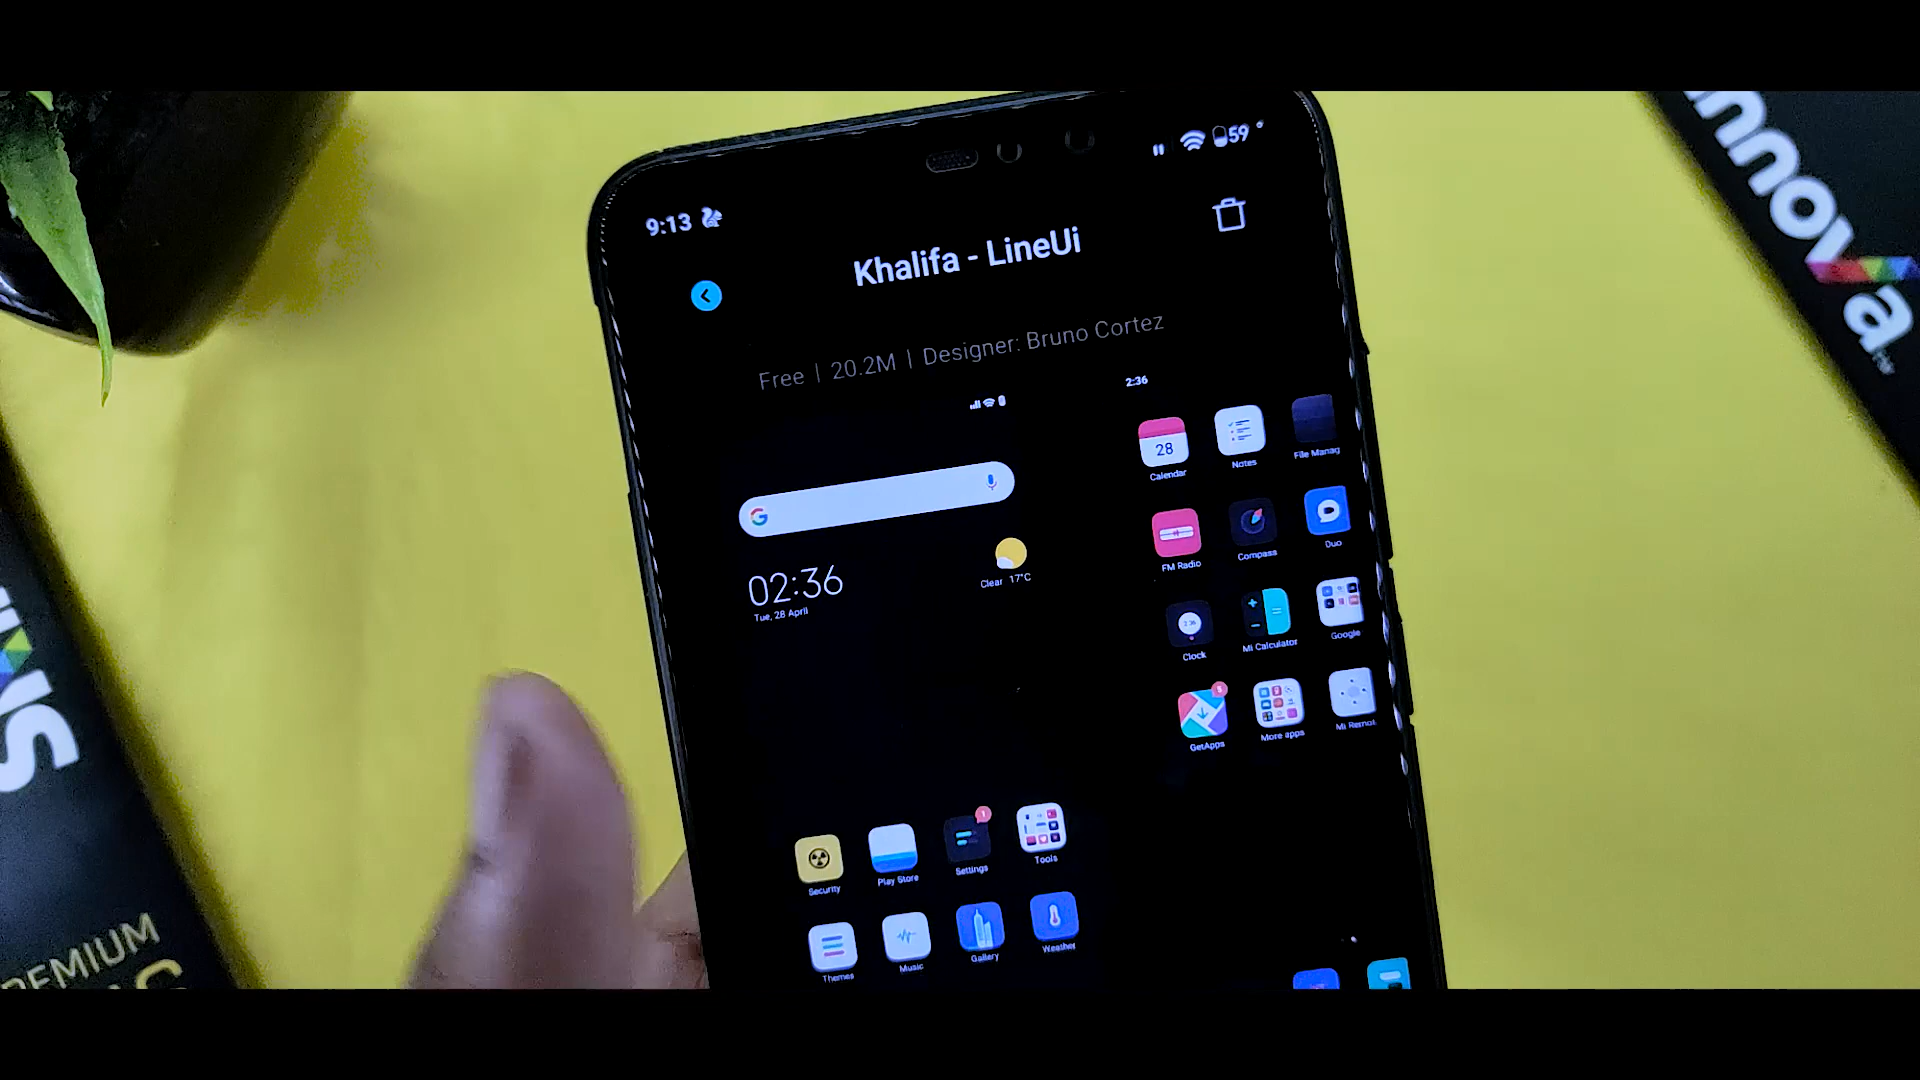 9:13
59
Khalifa - LineUi
Free | 20.2M | Designer: Bruno Cortez
2:36
28
Calendar
Notes
File Manag
FM Radio
Compass
Duo
02:36
Tue, 28 April
Clear 17°C
Clock
Mi Calculator
Google
GetApps
More apps
Mi Remot
Security
Play Store
Settings
Tools
Themes
Music
Gallery
Weather
innova
REMIUM